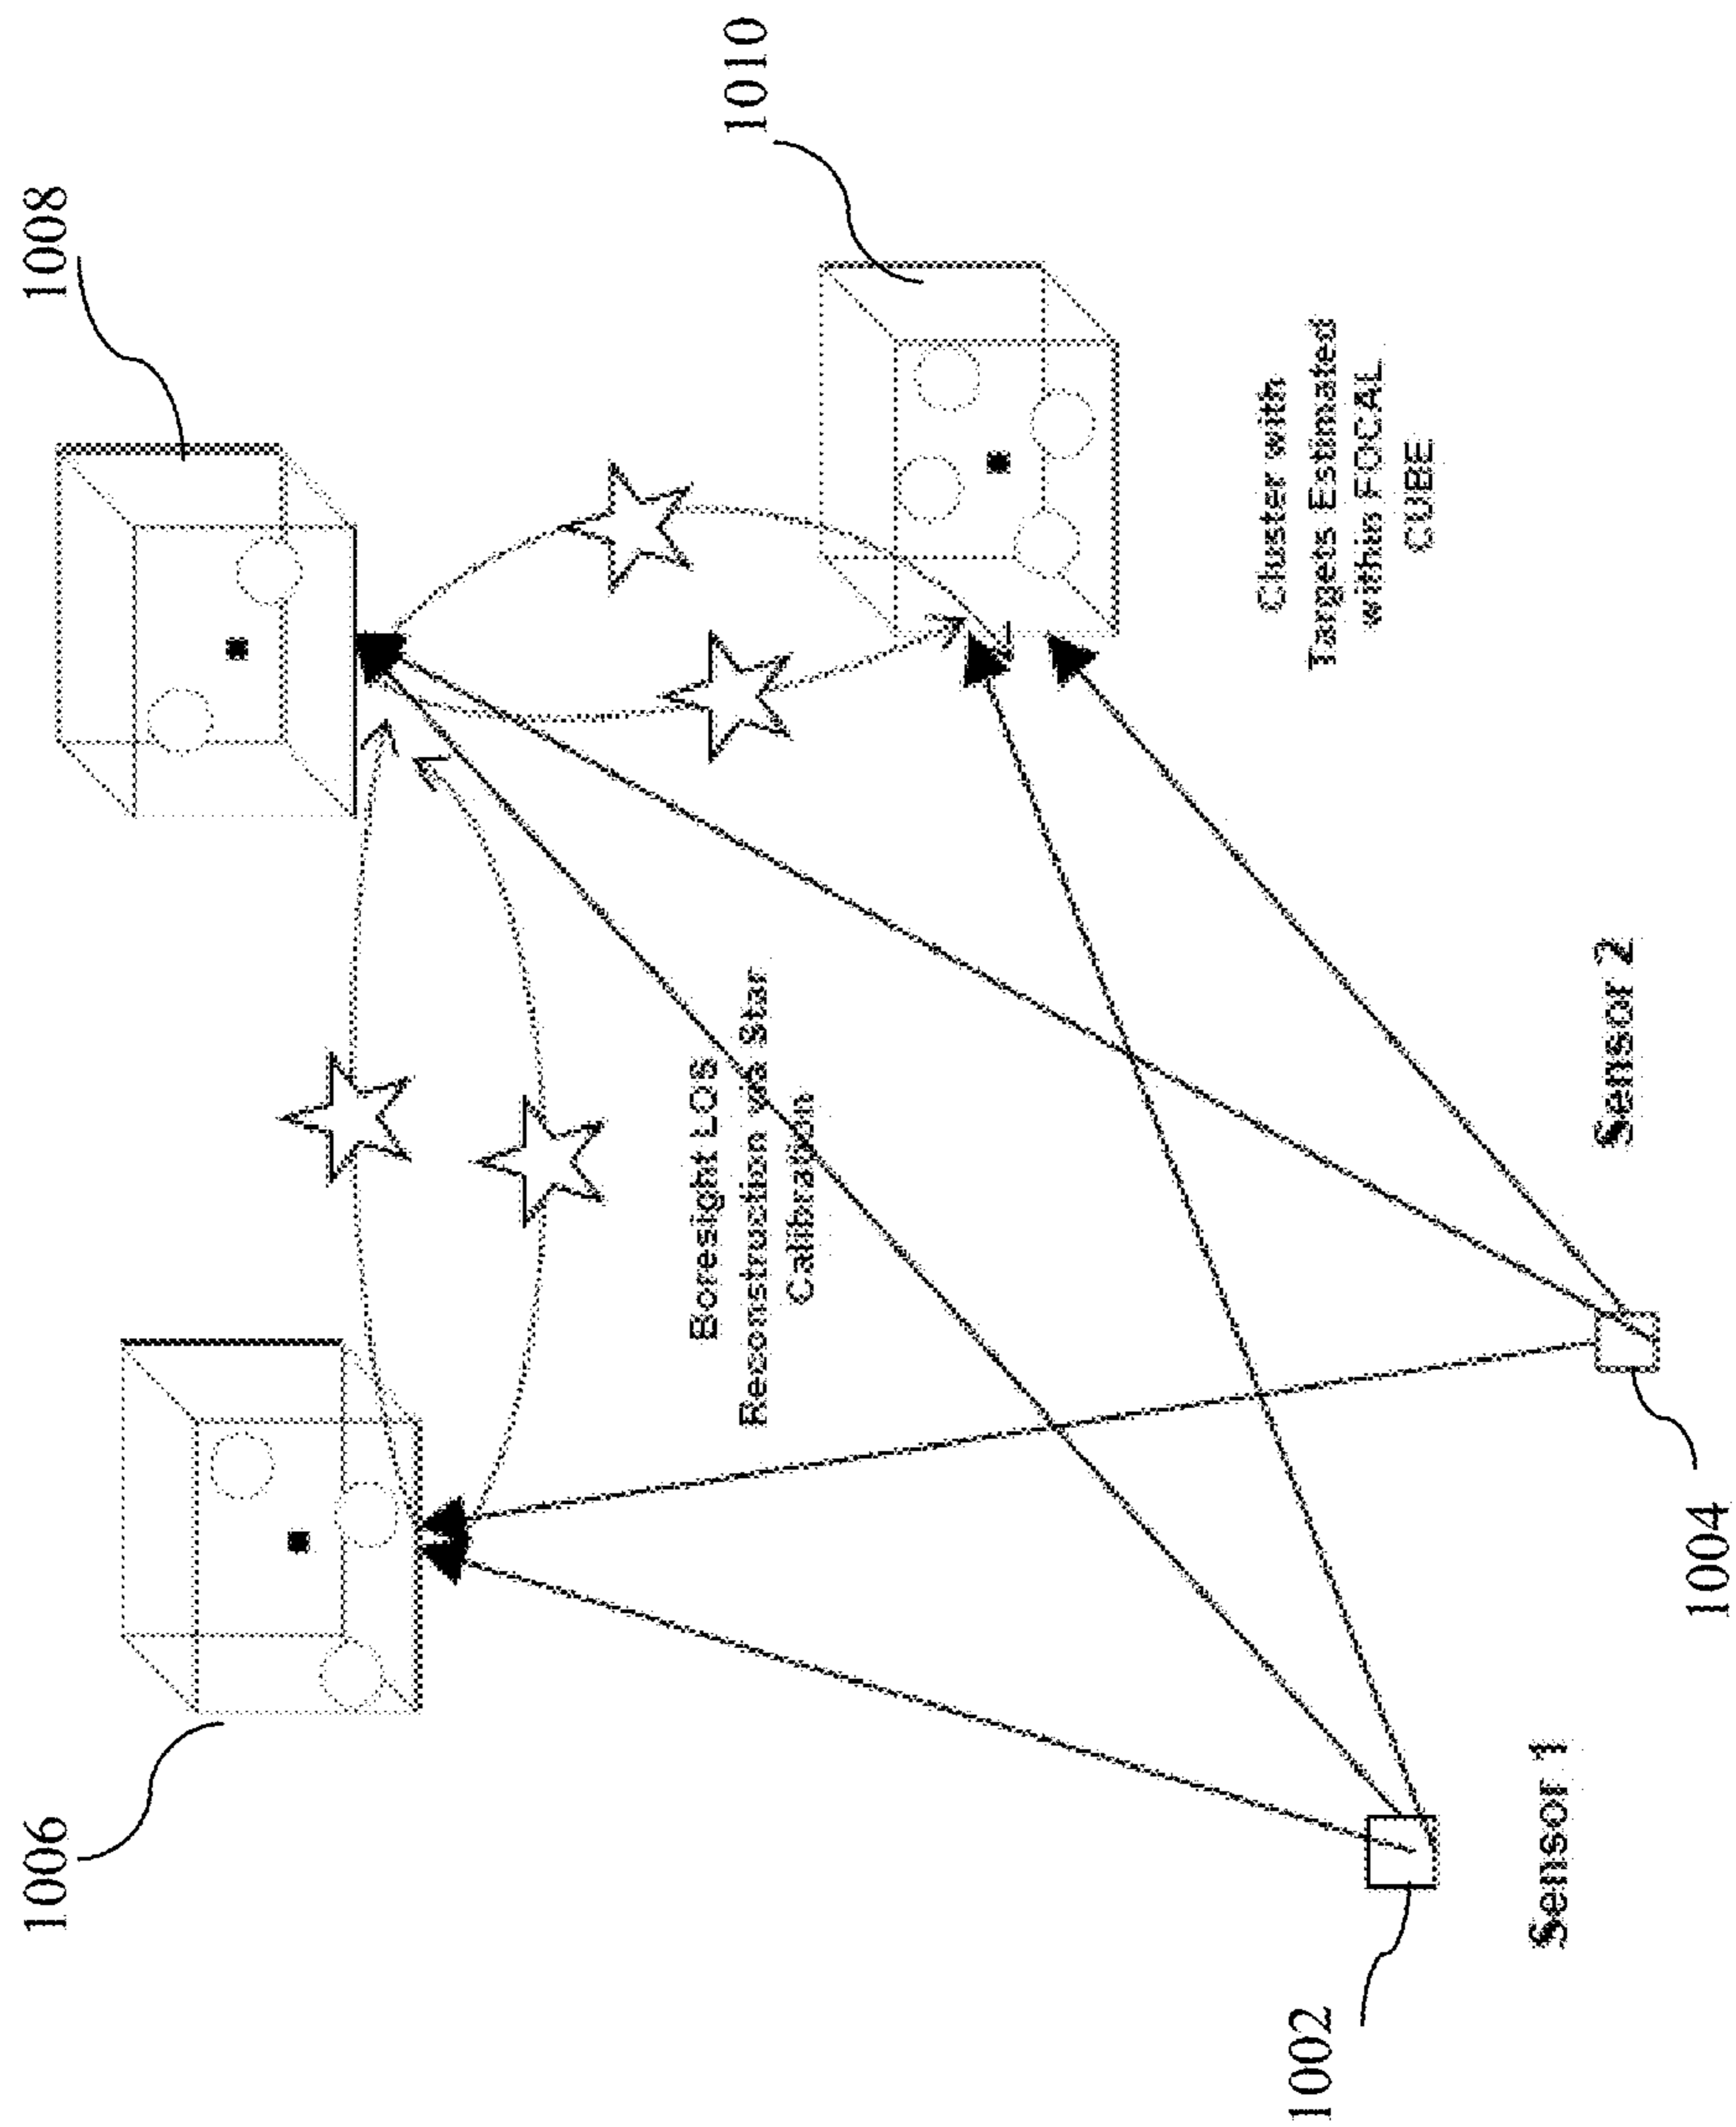 1006
1008
1010
Boresight LOS
Reconstruction via Star
Calibration
Cluster with
Targets Estimated
within FOCAL
CUBE
1002
Sensor 1
1004
Sensor 2